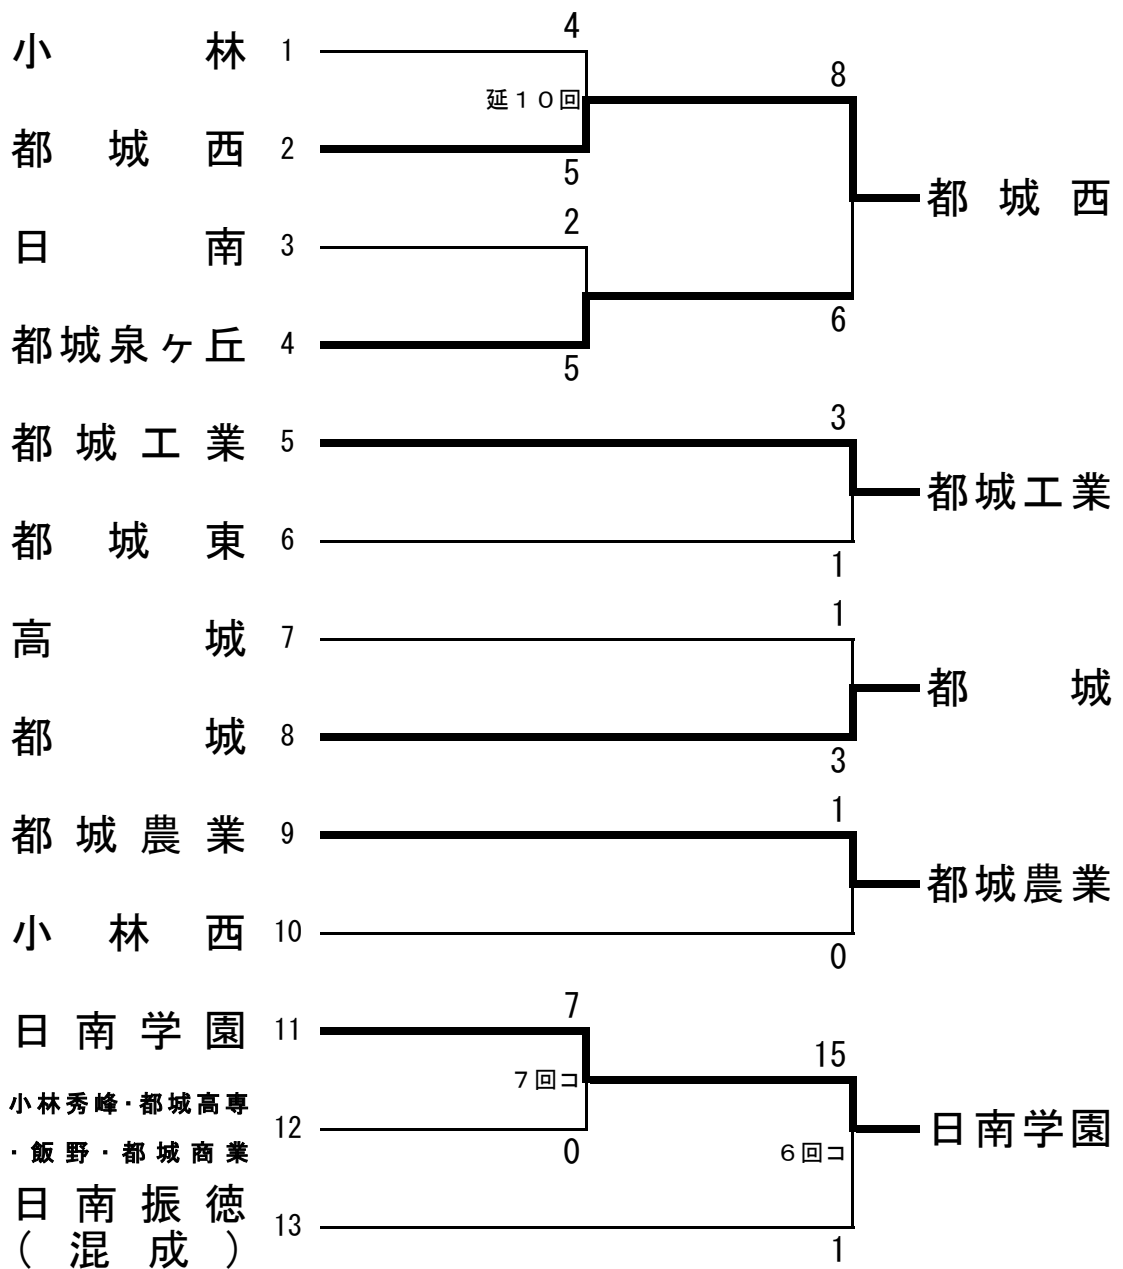 小林 1 4
延10回 8
都城西 2 5
都城西
日南 3 2
都城泉ヶ丘 4 5 6
都城工業 5 3
都城工業
都城東 6 1
高城 7 1
都城
都城 8 3
都城農業 9 1
都城農業
小林西 10 0
日南学園 11 7
7回コ 15
小林秀峰・都城高専
・飯野・都城商業 12 0
日南学園
6回コ
日南振徳
(混成) 13 1